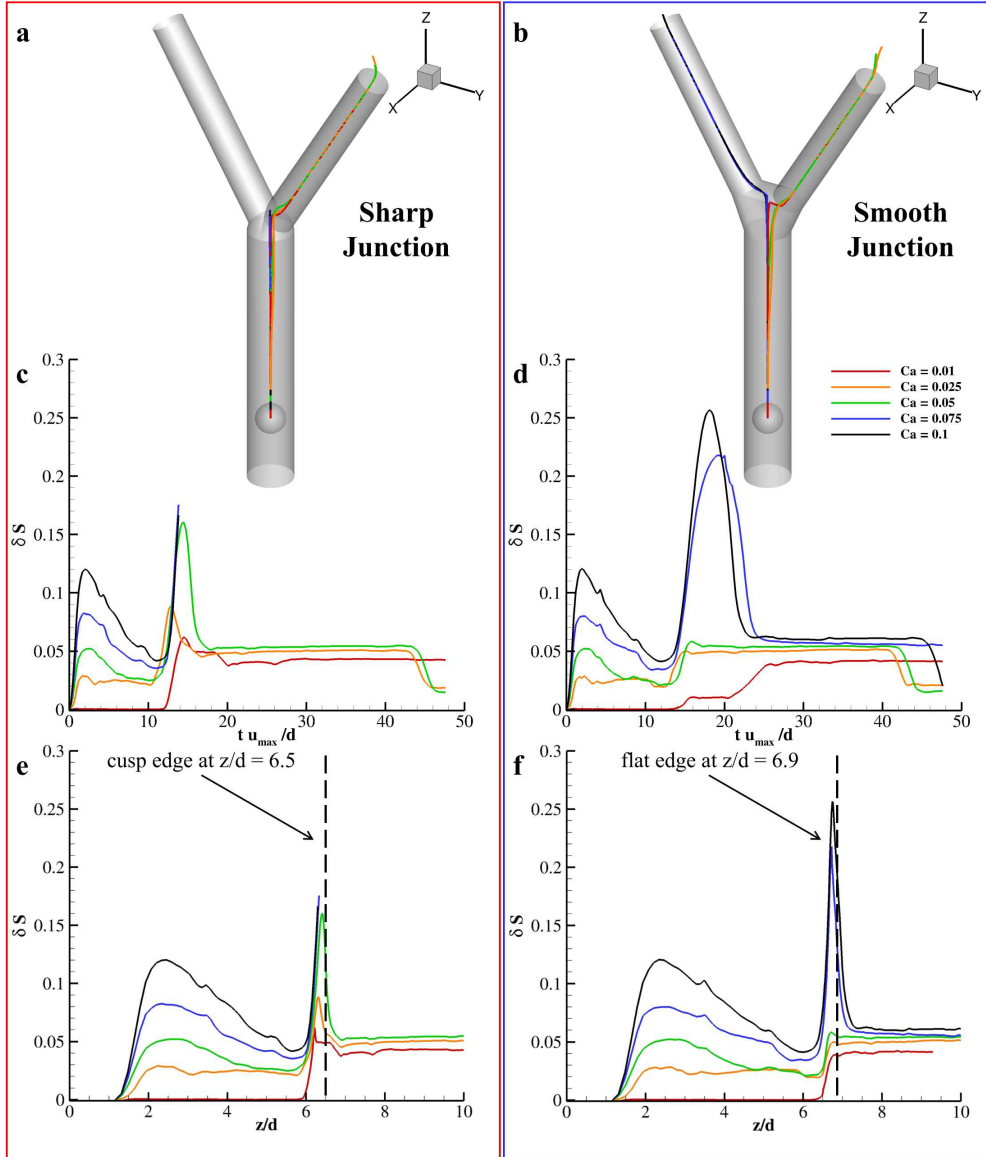 a
Z
X
Y
Sharp
Junction
b
Z
X
Y
Smooth
Junction
c
0.3
0.25
0.2
0.15
0.1
0.05
0
δ S
0 10 20 30 40 50
t u_max /d
d
0.3
0.25
0.2
0.15
0.1
0.05
0
δ S
0 10 20 30 40 50
t u_max /d
Ca = 0.01
Ca = 0.025
Ca = 0.05
Ca = 0.075
Ca = 0.1
e
cusp edge at z/d = 6.5
0.3
0.25
0.2
0.15
0.1
0.05
0
δ S
0 2 4 6 8 10
z/d
f
flat edge at z/d = 6.9
0.3
0.25
0.2
0.15
0.1
0.05
0
δ S
0 2 4 6 8 10
z/d